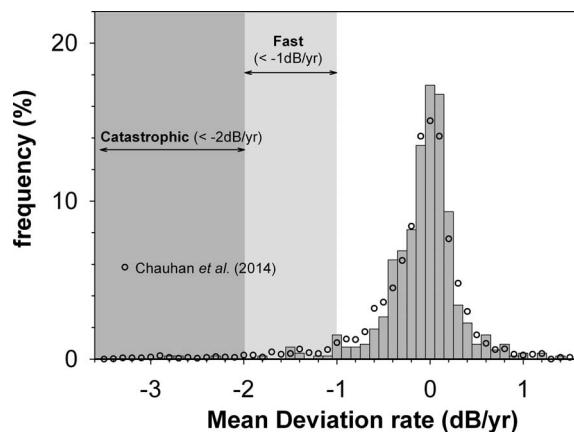 20
Fast
(< -1dB/yr)
Catastrophic (< -2dB/yr)
frequency (%)
10
Chauhan et al. (2014)
0
-3 -2 -1 0 1
Mean Deviation rate (dB/yr)